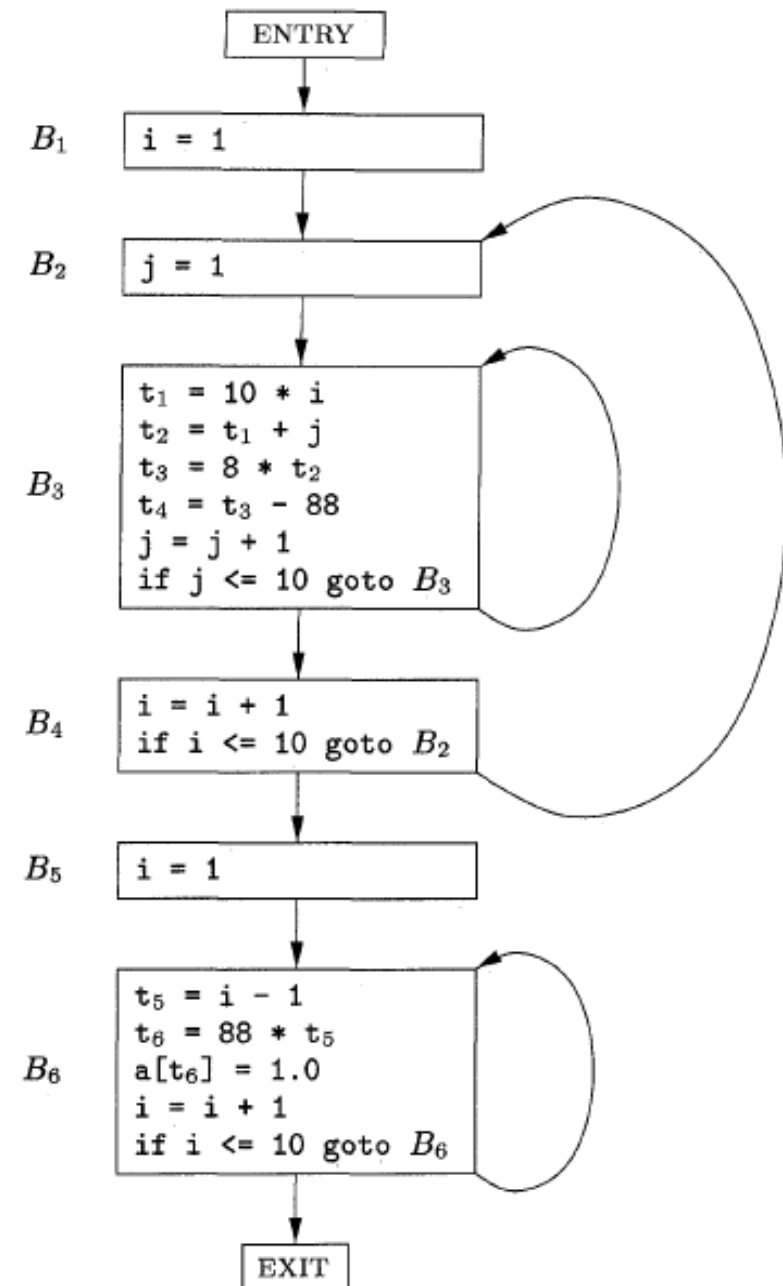 ENTRY
B₁
i = 1
B₂
j = 1
B₃
t₁ = 10 * i
t₂ = t₁ + j
t₃ = 8 * t₂
t₄ = t₃ - 88
j = j + 1
if j <= 10 goto B₃
B₄
i = i + 1
if i <= 10 goto B₂
B₅
i = 1
B₆
t₅ = i - 1
t₆ = 88 * t₅
a[t₆] = 1.0
i = i + 1
if i <= 10 goto B₆
EXIT